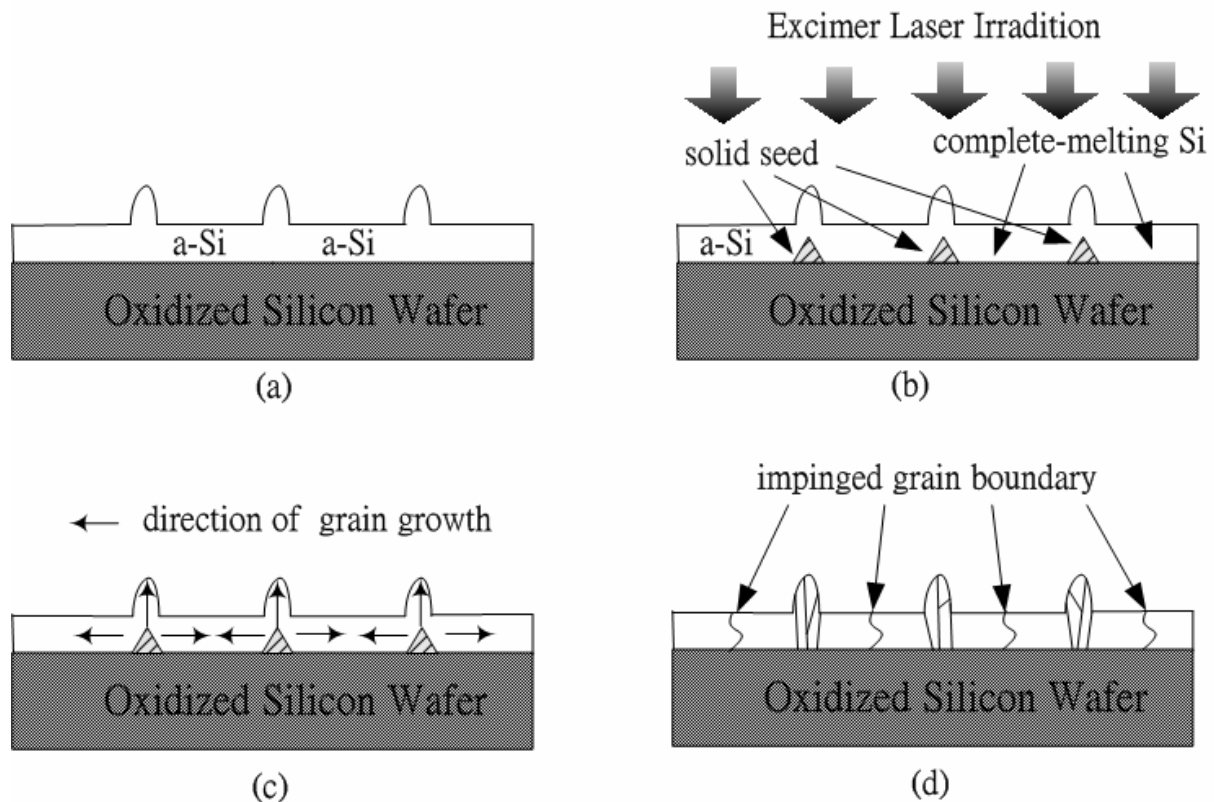 a-Si
a-Si
Oxidized Silicon Wafer
(a)
Excimer Laser Irradition
solid seed
complete-melting Si
a-Si
Oxidized Silicon Wafer
(b)
direction of grain growth
Oxidized Silicon Wafer
(c)
impinged grain boundary
Oxidized Silicon Wafer
(d)